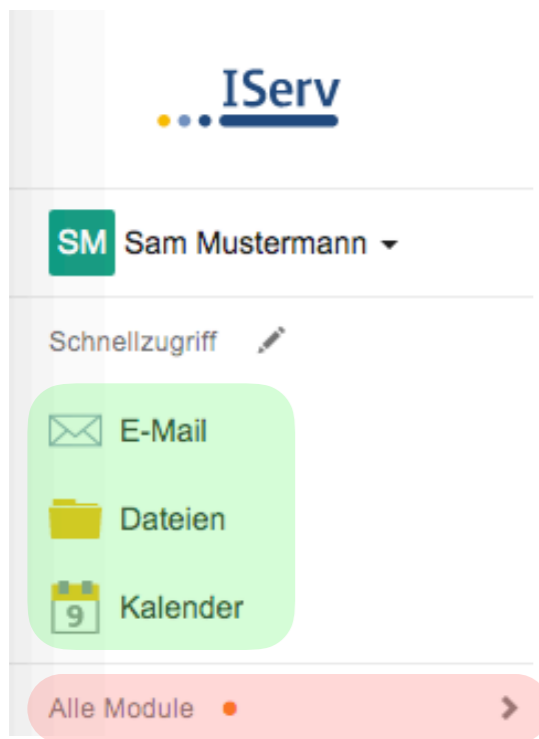 IServ
SM Sam Mustermann
Schnellzugriff
E-Mail
Dateien
9 Kalender
Alle Module